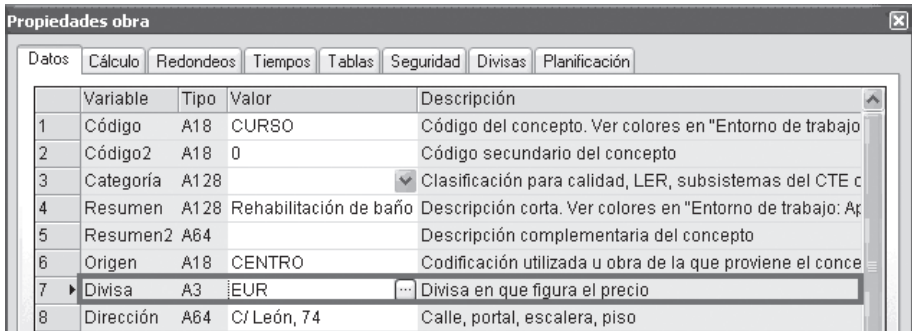 Propiedades obra
Datos Cálculo Redondeos Tiempos Tablas Seguridad Divisas Planificación
Variable Tipo Valor Descripción
1 Código A18 CURSO Código del concepto. Ver colores en "Entorno de trabajo
2 Código2 A18 0 Código secundario del concepto
3 Categoría A128 Clasificación para calidad, LER, subsistemas del CTE
4 Resumen A128 Rehabilitación de baño Descripción corta. Ver colores en "Entorno de trabajo:
5 Resumen2 A64 Descripción complementaria del concepto
6 Origen A18 CENTRO Codificación utilizada u obra de la que proviene el conce
7 Divisa A3 EUR ... Divisa en que figura el precio
8 Dirección A64 C/ León, 74 Calle, portal, escalera, piso